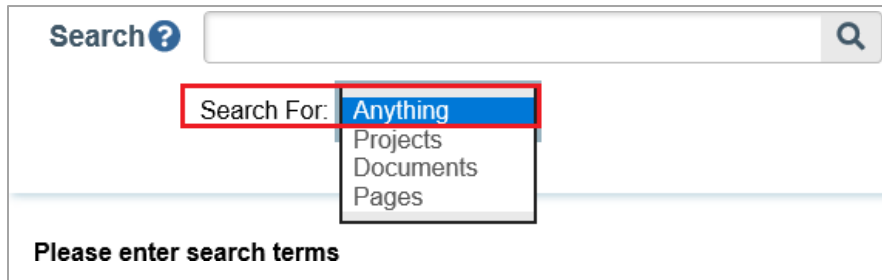 Search?
Search For: Anything
Projects
Documents
Pages
Please enter search terms